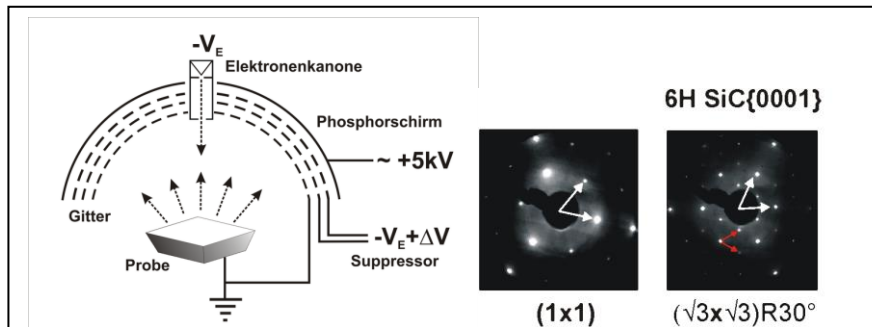 -V_E
Elektronenkanone
Phosphorschirm
~ +5kV
Gitter
-V_E+ΔV
Suppressor
Probe
6H SiC{0001}
(1x1)
(√3x√3)R30°